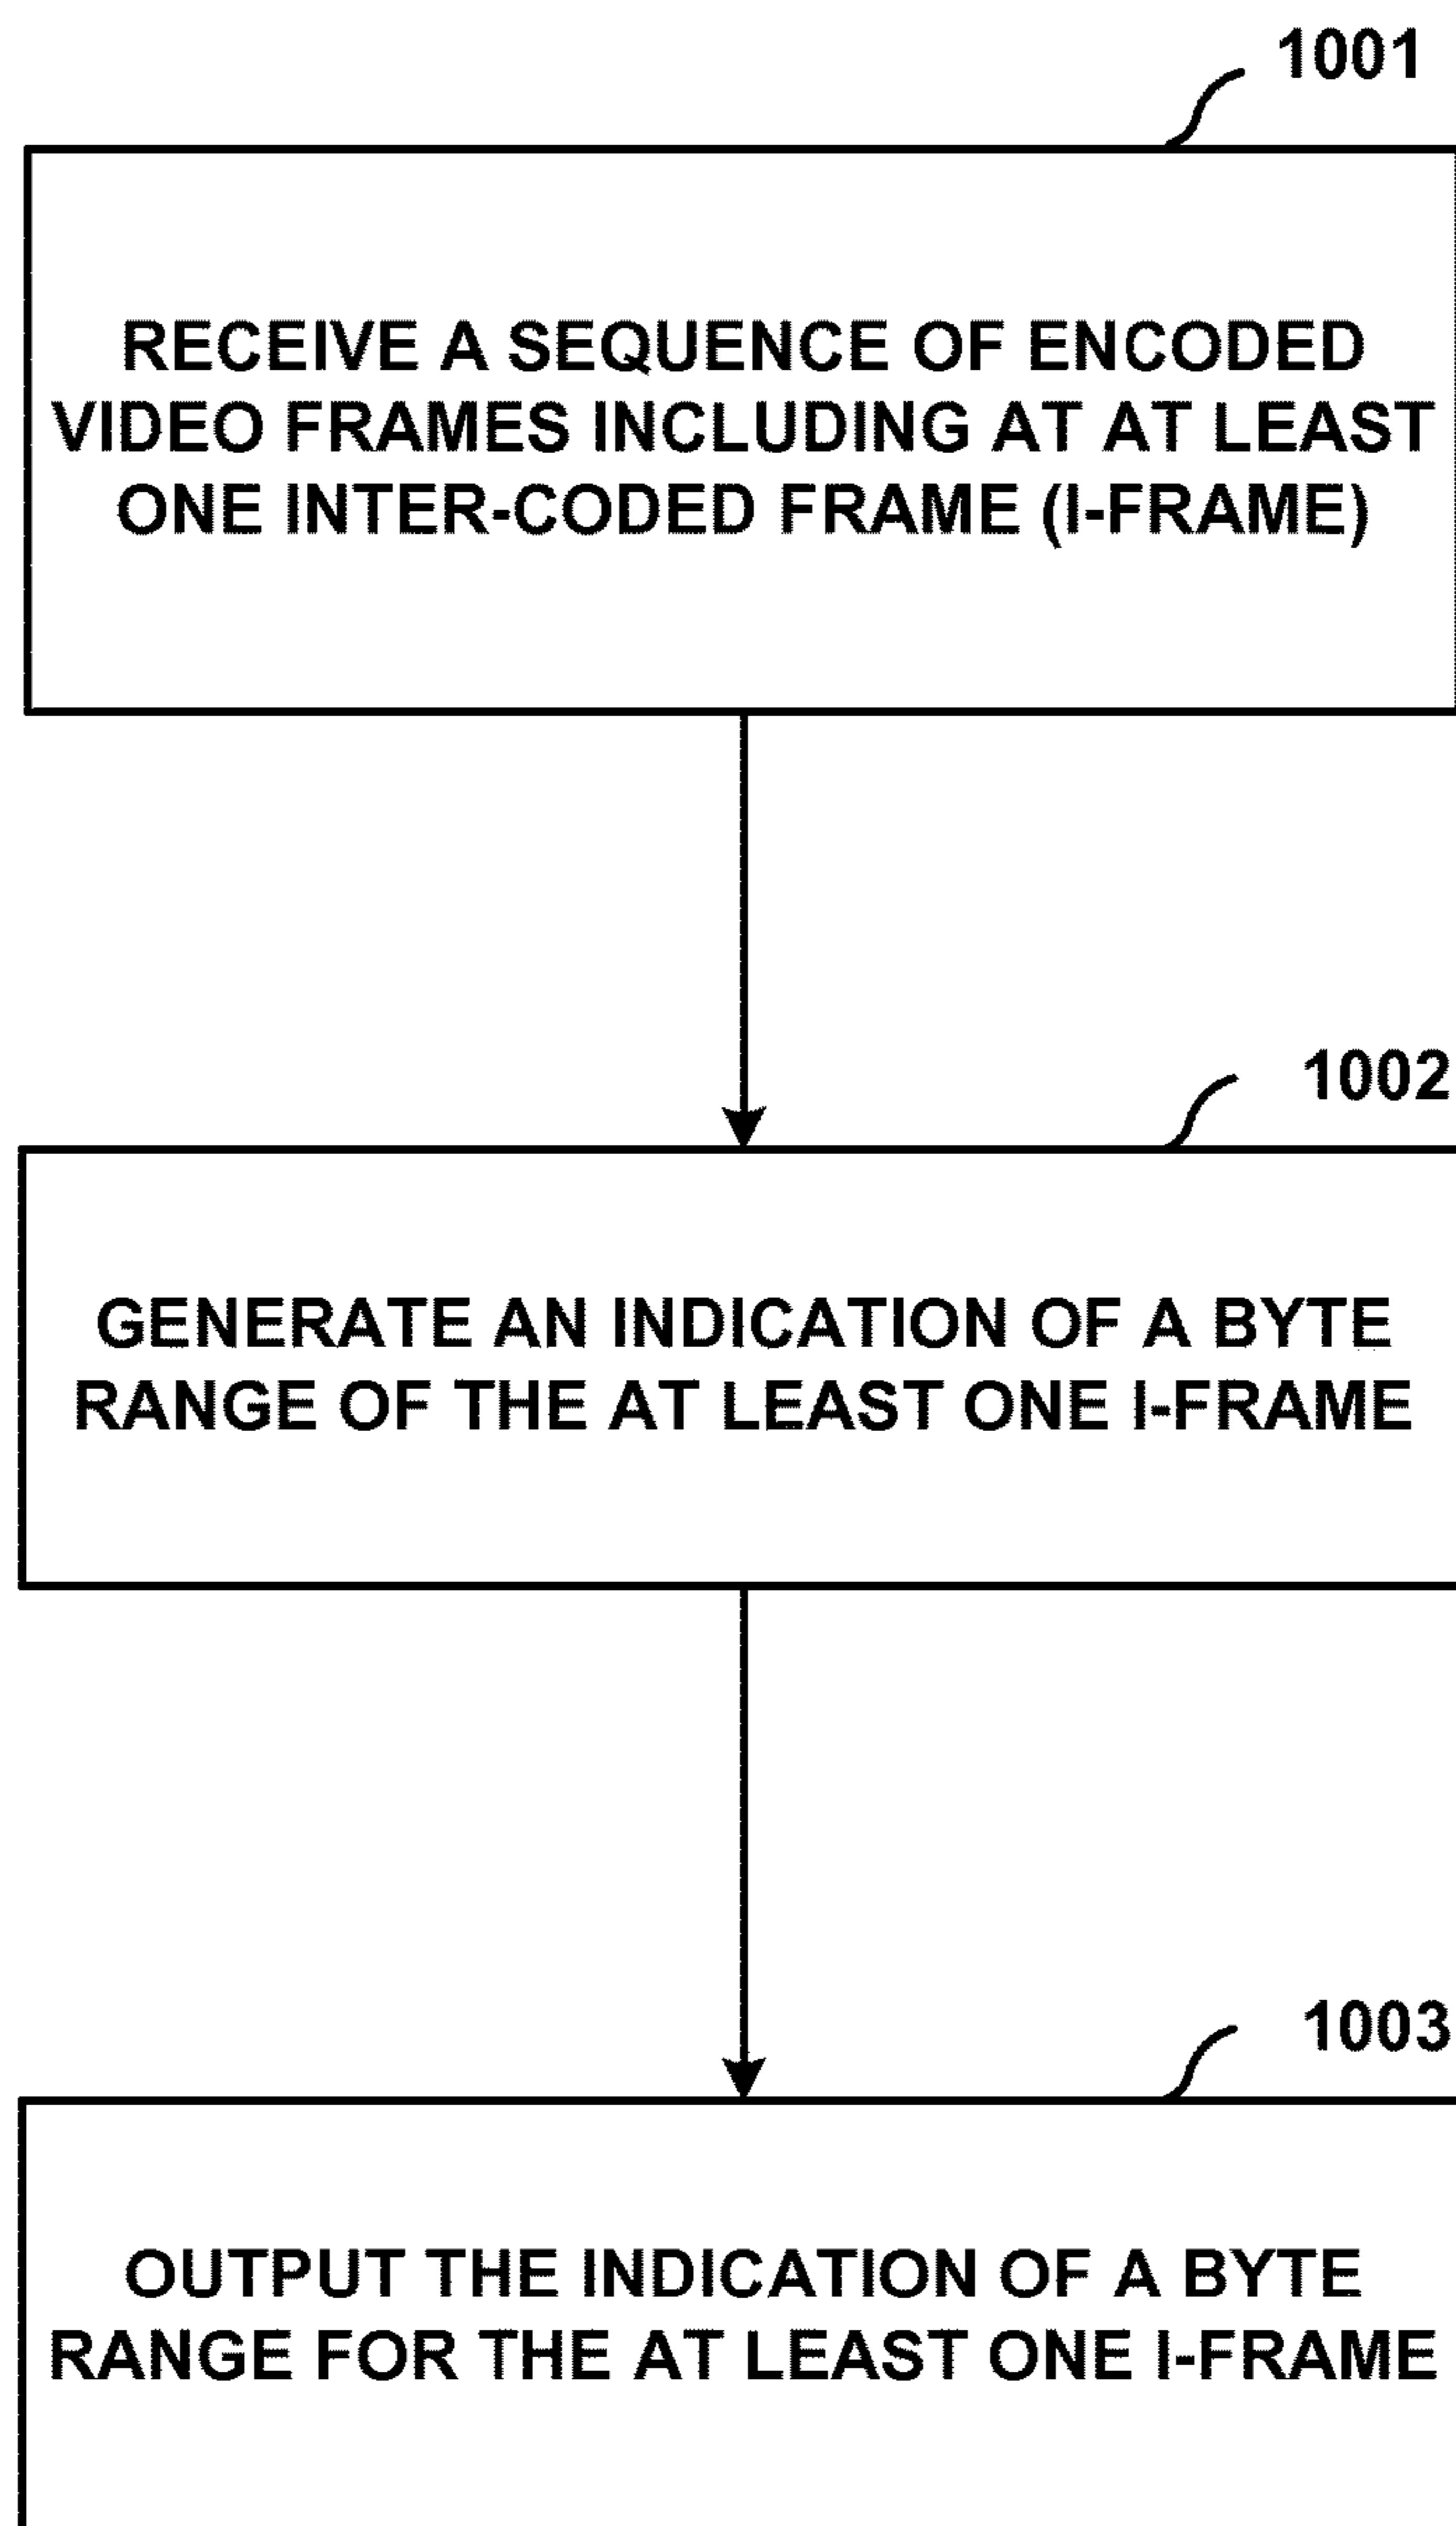 1001
RECEIVE A SEQUENCE OF ENCODED
VIDEO FRAMES INCLUDING AT AT LEAST
ONE INTER-CODED FRAME (I-FRAME)
1002
GENERATE AN INDICATION OF A BYTE
RANGE OF THE AT LEAST ONE I-FRAME
1003
OUTPUT THE INDICATION OF A BYTE
RANGE FOR THE AT LEAST ONE I-FRAME